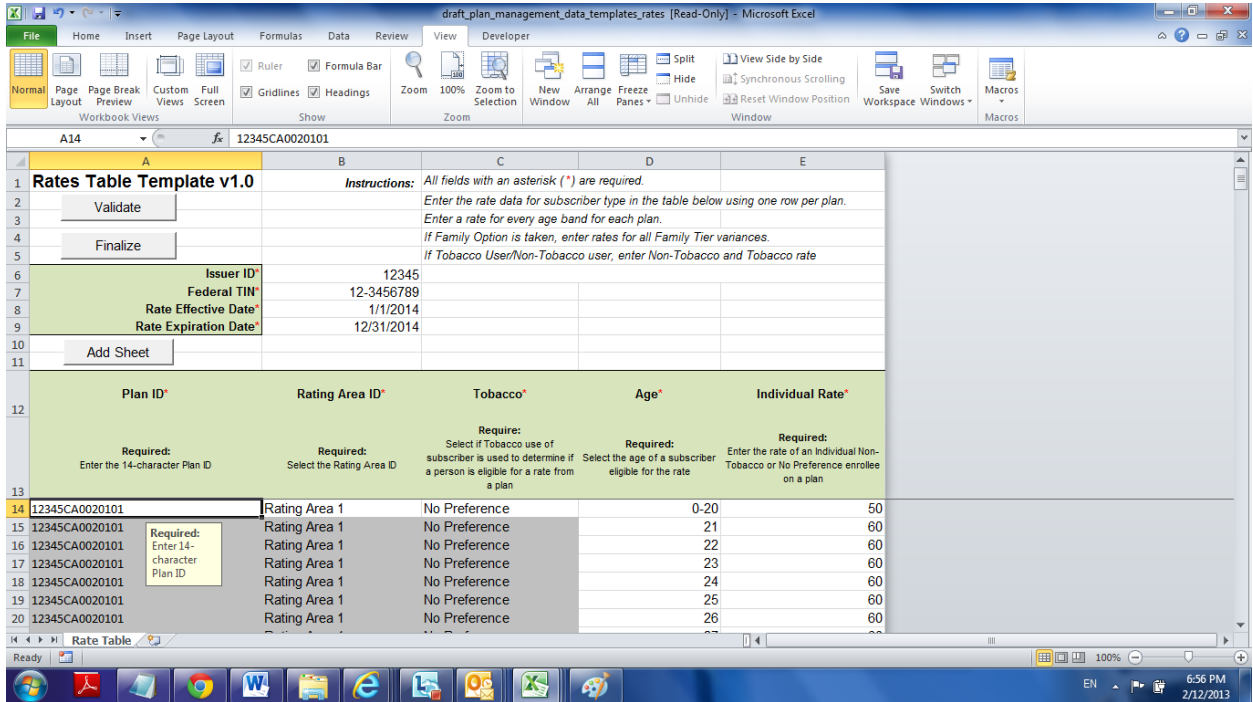 draft_plan_management_data_templates_rates [Read-Only] - Microsoft Excel
File Home Insert Page Layout Formulas Data Review View Developer
Normal Page Layout Page Break Preview Custom Views Full Screen
Workbook Views
Ruler Formula Bar
Gridlines Headings
Show
Zoom 100% Zoom to Selection
Zoom
New Window Arrange All Freeze Panes
Split
Hide
Unhide
View Side by Side
Synchronous Scrolling
Reset Window Position
Save Workspace Switch Windows
Window
Macros
Macros
A14 fx 12345CA0020101
A B C D E
1 Rates Table Template v1.0 Instructions: All fields with an asterisk (*) are required.
2 Validate Enter the rate data for subscriber type in the table below using one row per plan.
3 Enter a rate for every age band for each plan.
4 Finalize If Family Option is taken, enter rates for all Family Tier variances.
5 If Tobacco User/Non-Tobacco user, enter Non-Tobacco and Tobacco rate
6 Issuer ID* 12345
7 Federal TIN* 12-3456789
8 Rate Effective Date* 1/1/2014
9 Rate Expiration Date* 12/31/2014
10 Add Sheet
11
12 Plan ID* Rating Area ID* Tobacco* Age* Individual Rate*
13
Required:
Enter the 14-character Plan ID
Required:
Select the Rating Area ID
Require:
Select if Tobacco use of
subscriber is used to determine if
a person is eligible for a rate from
a plan
Required:
Select the age of a subscriber
eligible for the rate
Required:
Enter the rate of an Individual Non-
Tobacco or No Preference enrollee
on a plan
14 12345CA0020101 Rating Area 1 No Preference 0-20 50
15 12345CA0020101 Rating Area 1 No Preference 21 60
16 12345CA0020101 Rating Area 1 No Preference 22 60
17 12345CA0020101 Rating Area 1 No Preference 23 60
18 12345CA0020101 Rating Area 1 No Preference 24 60
19 12345CA0020101 Rating Area 1 No Preference 25 60
20 12345CA0020101 Rating Area 1 No Preference 26 60
Required:
Enter 14-
character
Plan ID
Rate Table
Ready 100%
EN 6:56 PM
2/12/2013